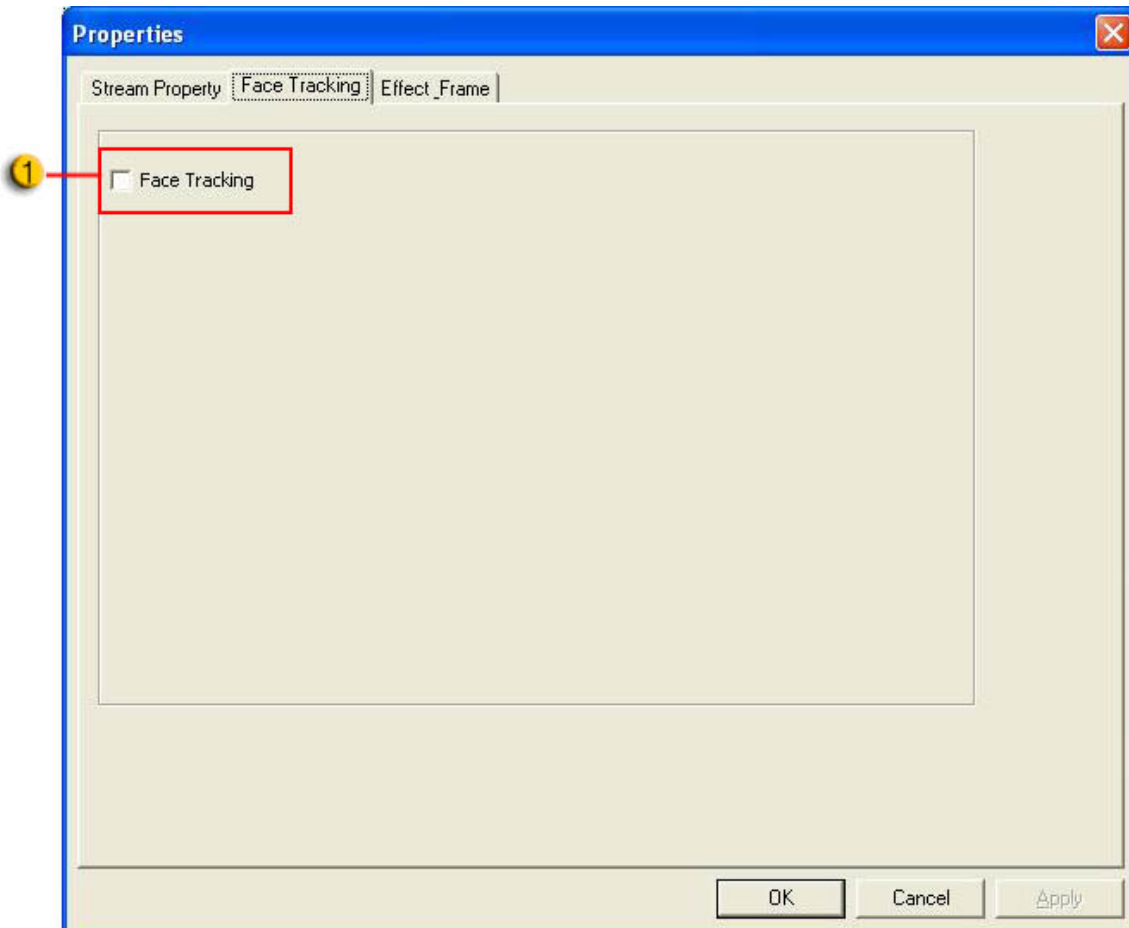 Properties
Stream Property Face Tracking Effect_Frame
1
Face Tracking
OK Cancel Apply